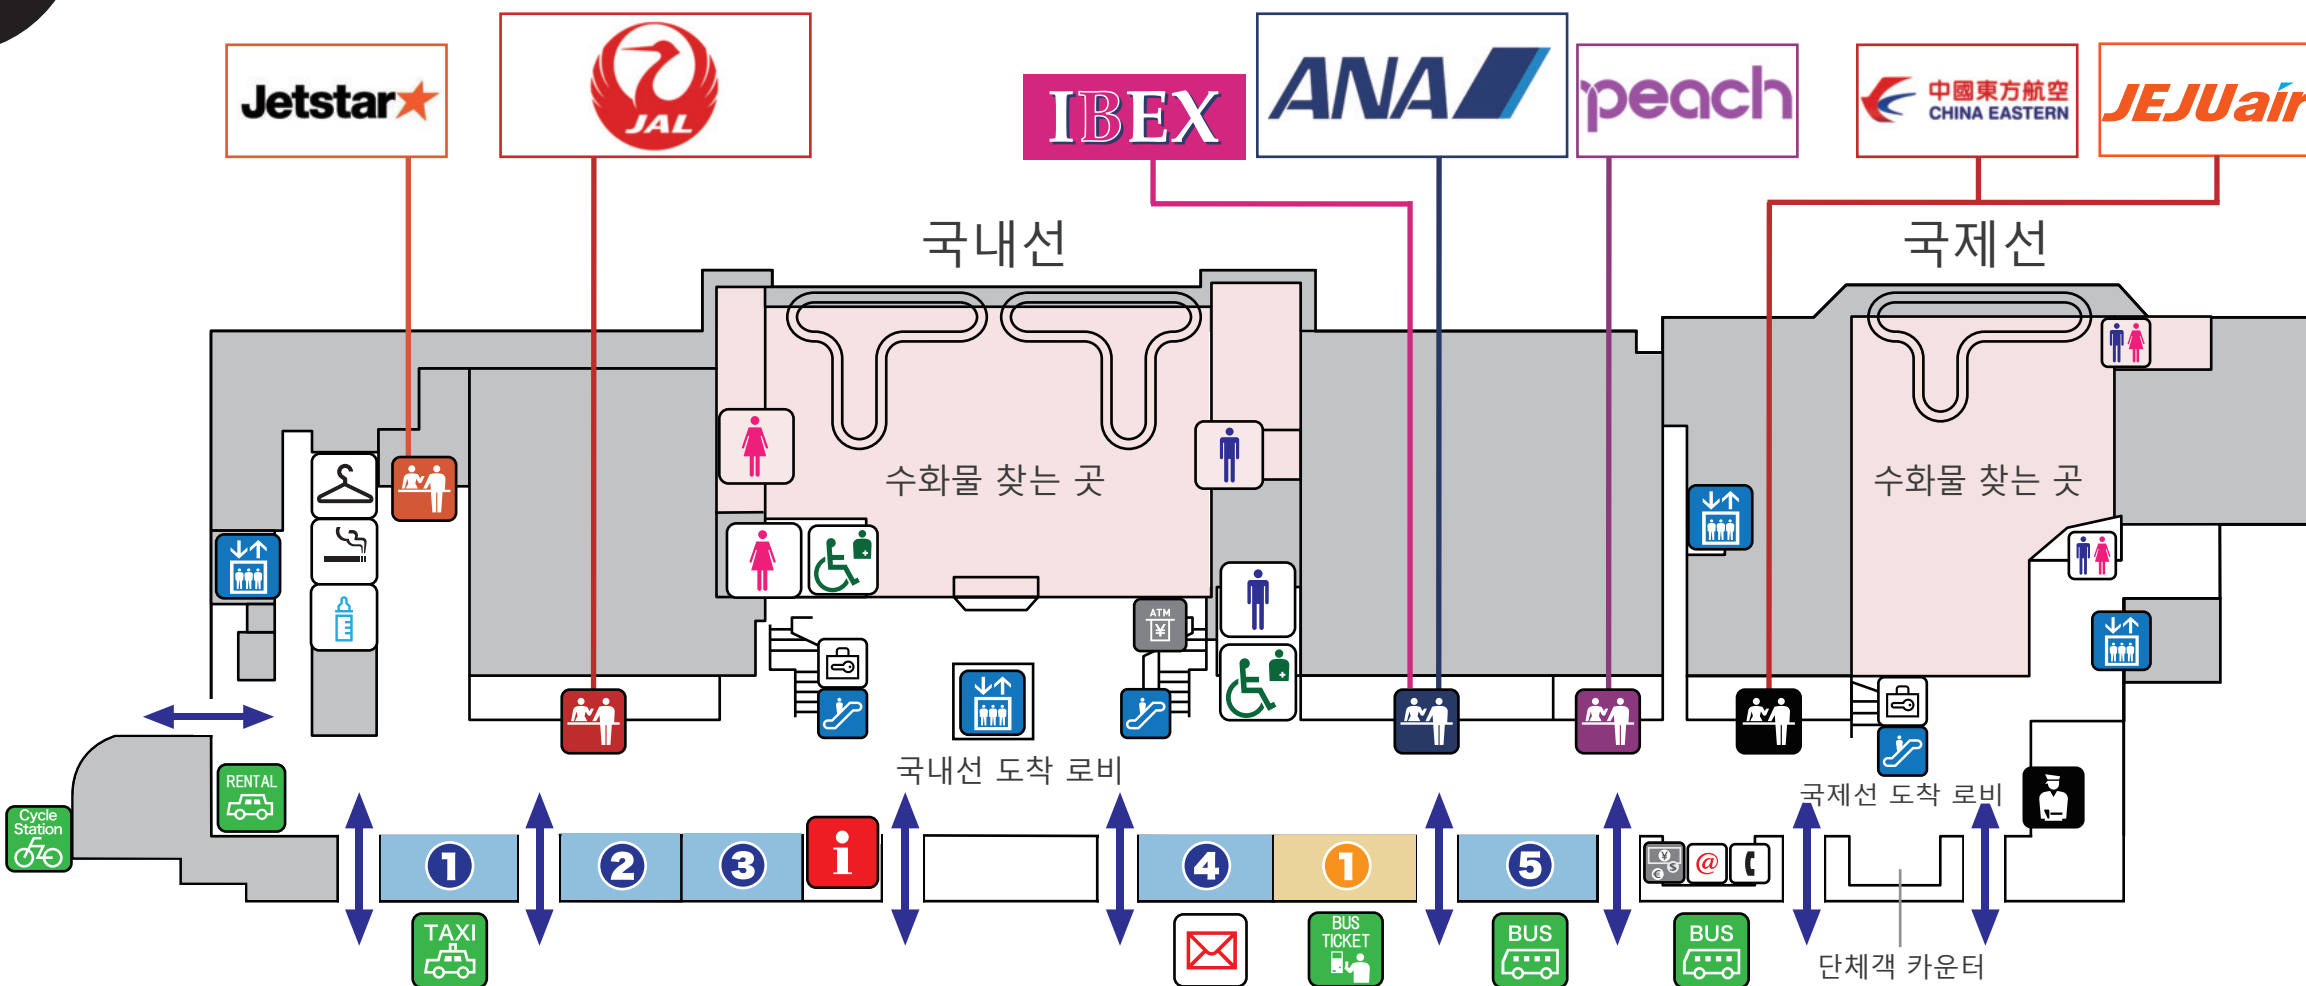 Jetstar
JAL
IBEX
ANA
peach
中國東方航空
CHINA EASTERN
JEJUair
국내선
국제선
수화물 찾는 곳
수화물 찾는 곳
ATM
¥
국내선 도착 로비
국제선 도착 로비
RENTAL
Cycle
Station
1
2
3
i
4
1
5
¥
$
€
@
TAXI
BUS
TICKET
BUS
BUS
단체객 카운터